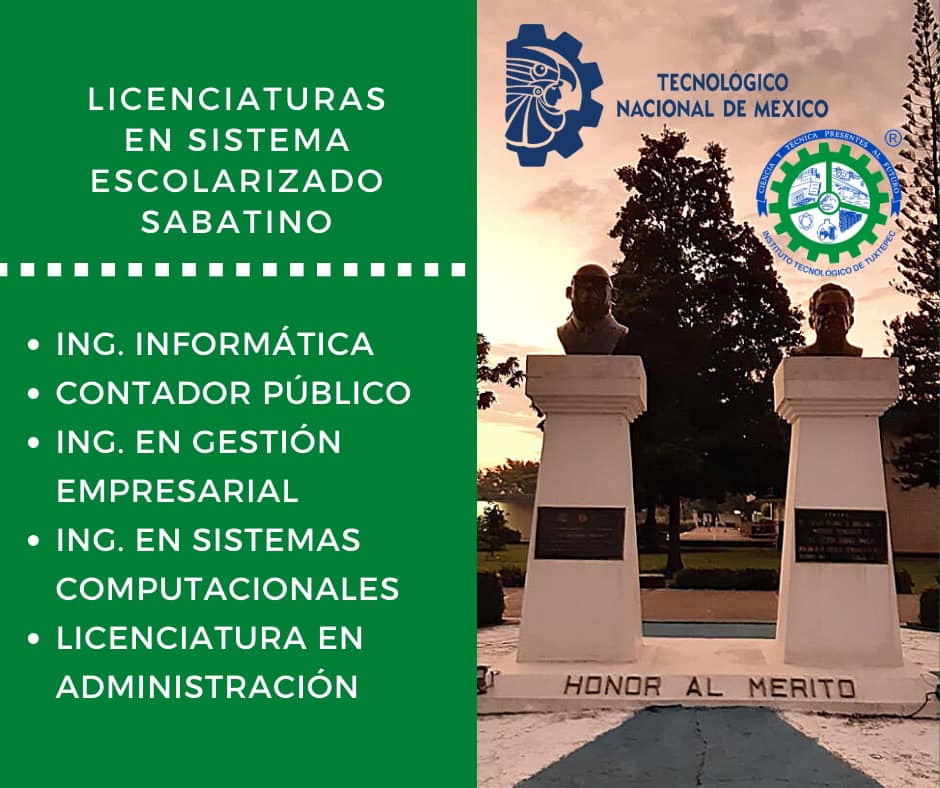 LICENCIATURAS
EN SISTEMA
ESCOLARIZADO
SABATINO
• ING. INFORMÁTICA
• CONTADOR PÚBLICO
• ING. EN GESTIÓN
EMPRESARIAL
• ING. EN SISTEMAS
COMPUTACIONALES
• LICENCIATURA EN
ADMINISTRACIÓN
TECNOLÓGICO
NACIONAL DE MÉXICO
CIENCIA Y TECNICA PRESENTES AL FUTURO
®
INSTITUTO TECNOLOGICO DE TUXTEPEC
HONOR AL MERITO